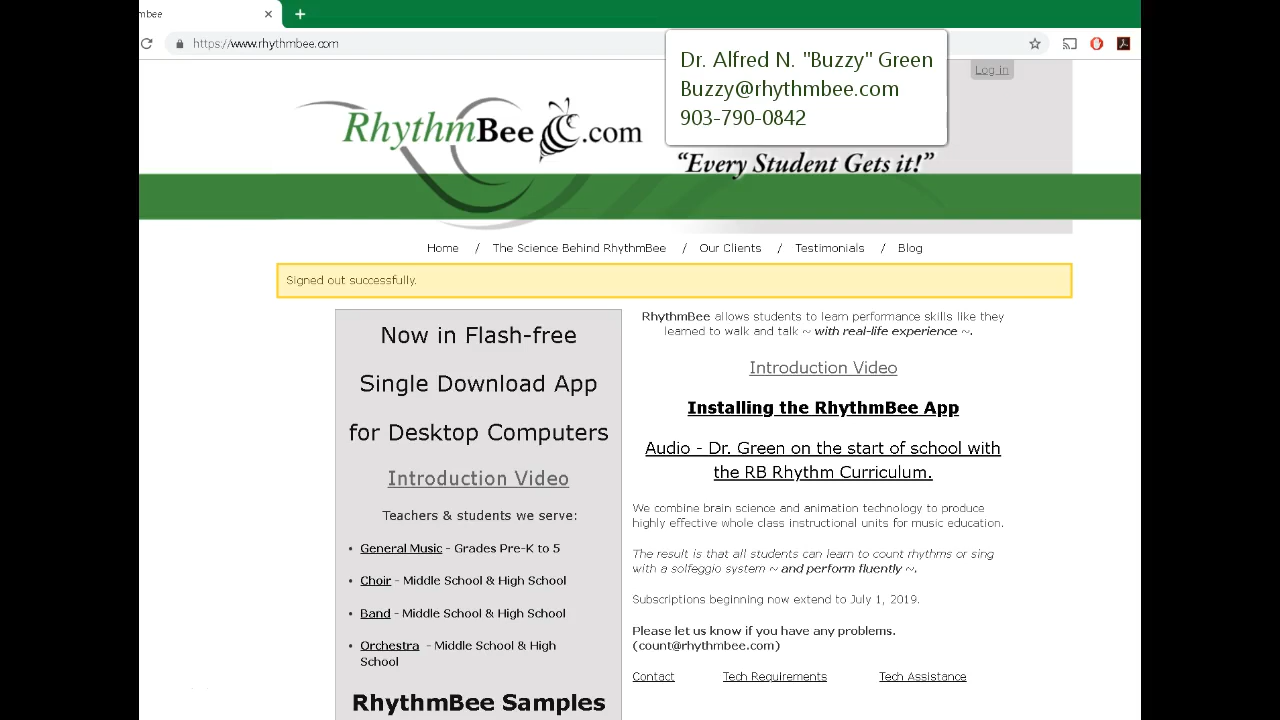 mbee
https://www.rhythmbee.com
Dr. Alfred N. "Buzzy" Green
Buzzy@rhythmbee.com
903-790-0842
Log in
RhythmBee.com
“Every Student Gets it!”
Home / The Science Behind RhythmBee / Our Clients / Testimonials / Blog
Signed out successfully.
Now in Flash-free
Single Download App
for Desktop Computers
Introduction Video
Teachers & students we serve:
• General Music - Grades Pre-K to 5
• Choir - Middle School & High School
• Band - Middle School & High School
• Orchestra - Middle School & High
School
RhythmBee Samples
RhythmBee allows students to learn performance skills like they
learned to walk and talk ~ with real-life experience ~.
Introduction Video
Installing the RhythmBee App
Audio - Dr. Green on the start of school with
the RB Rhythm Curriculum.
We combine brain science and animation technology to produce
highly effective whole class instructional units for music education.
The result is that all students can learn to count rhythms or sing
with a solfeggio system ~ and perform fluently ~.
Subscriptions beginning now extend to July 1, 2019.
Please let us know if you have any problems.
(count@rhythmbee.com)
Contact Tech Requirements Tech Assistance